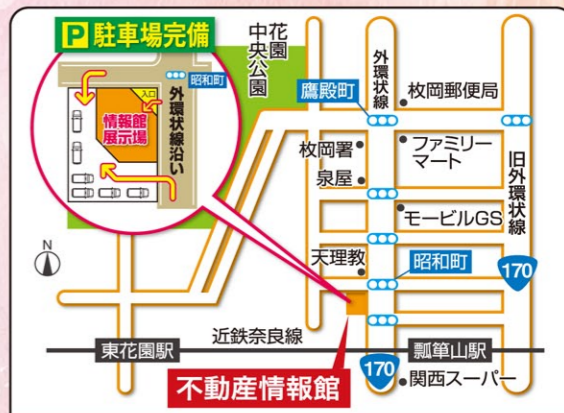 P 駐車場完備
入口
昭和町
情報館
展示場
外環状線沿い
花園
中央公園
外環状線
鷹殿町
枚岡郵便局
枚岡署
ファミリー
マート
泉屋
旧外環状線
モービルGS
天理教
昭和町
170
N
近鉄奈良線
東花園駅
瓢箪山駅
不動産情報館
170
関西スーパー